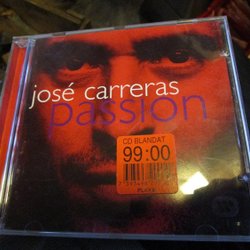 josé carreras
passion
CD BLANDAT
99:00